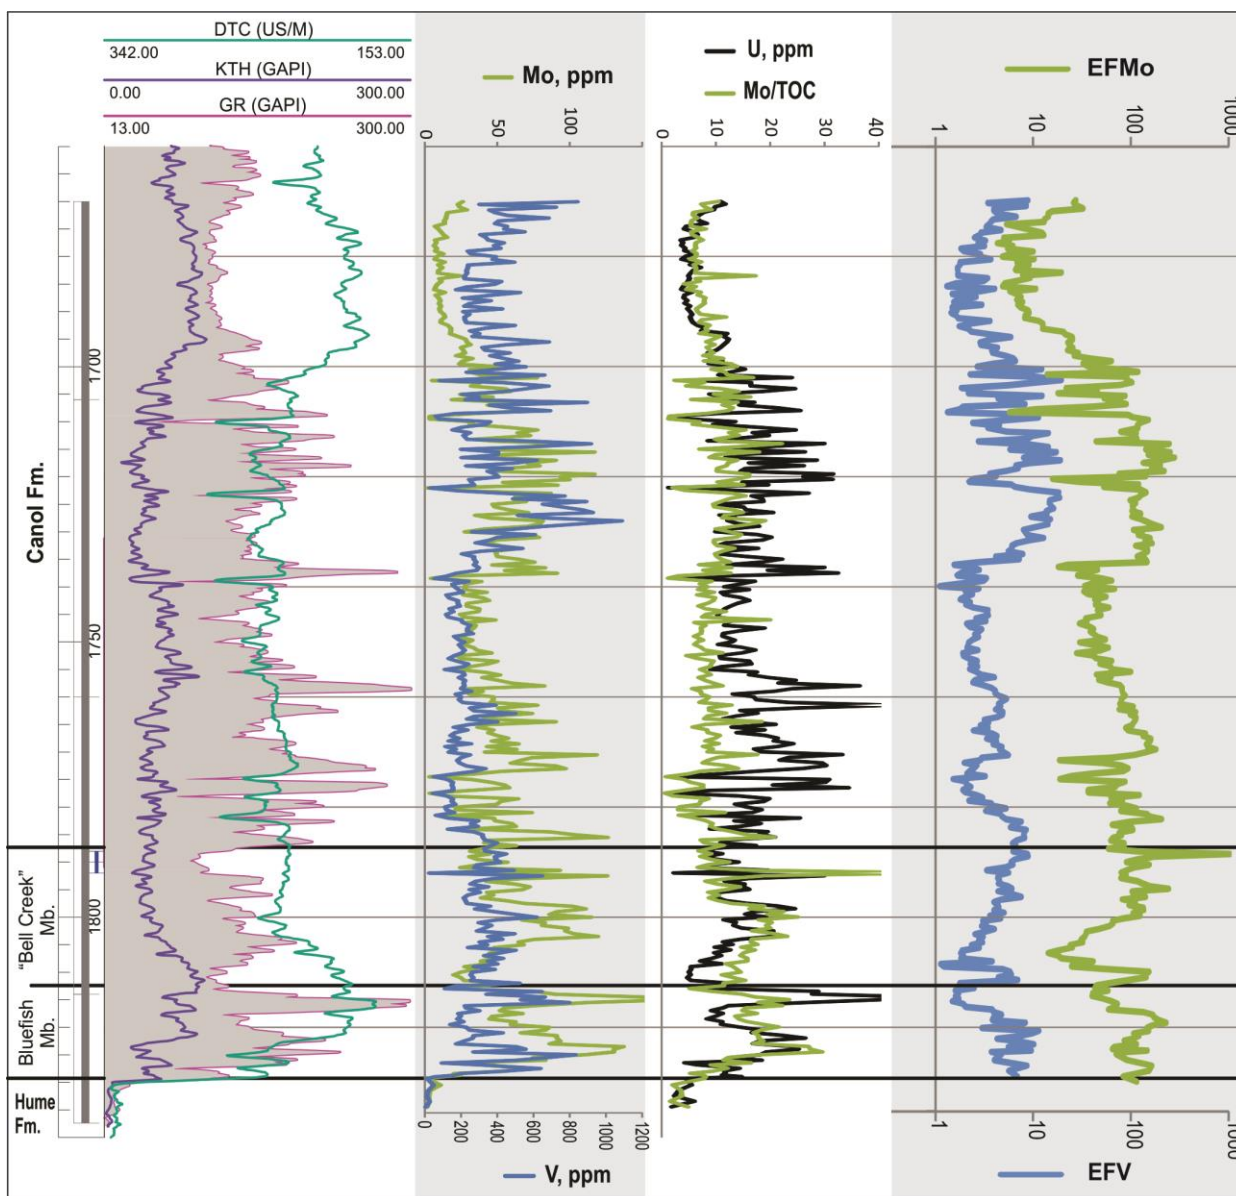 DTC (US/M)
342.00 153.00
KTH (GAPI)
0.00 300.00
GR (GAPI)
13.00 300.00
Mo, ppm
0 50 100
U, ppm
Mo/TOC
0 10 20 30 40
EFMo
1 10 100 1000
Canol Fm.
1700
1750
"Bell Creek"
Mb.
1800
Bluefish
Mb.
Hume
Fm.
0 200 400 600 800 1000 1200
V, ppm
1 10 100 1000
EFV